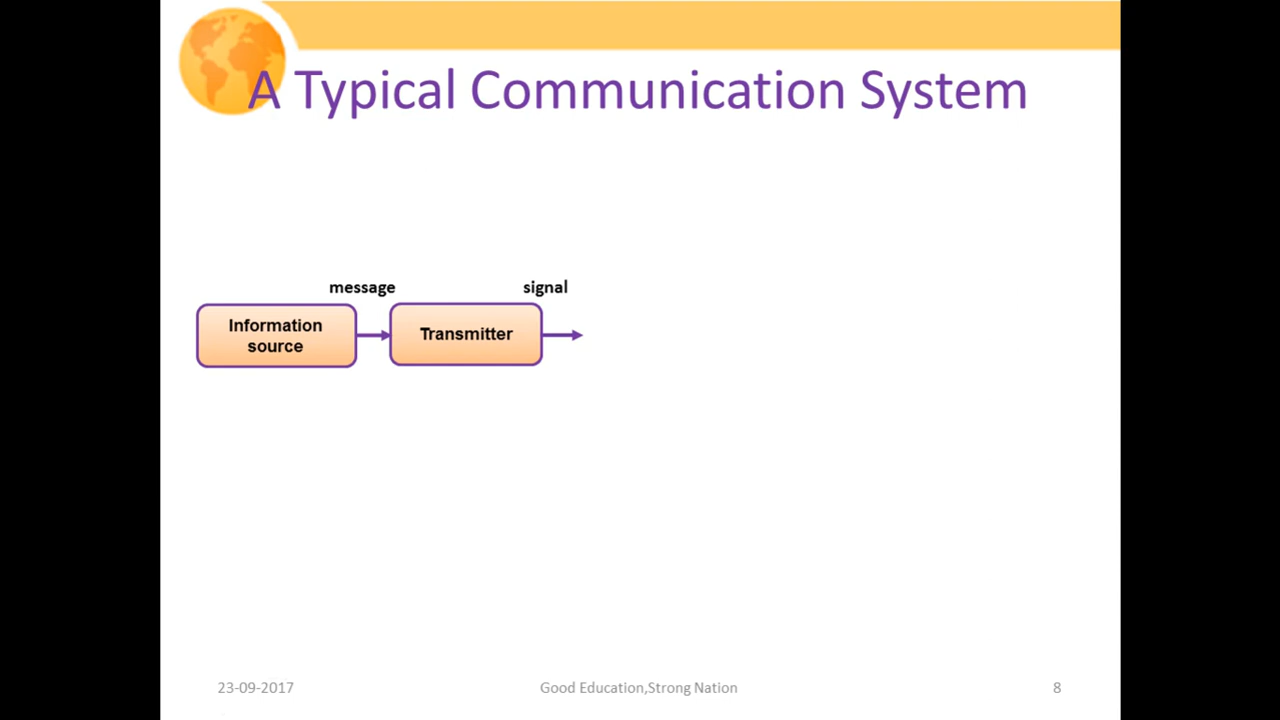 A Typical Communication System
message
signal
Information
source
Transmitter
23-09-2017
Good Education,Strong Nation
8